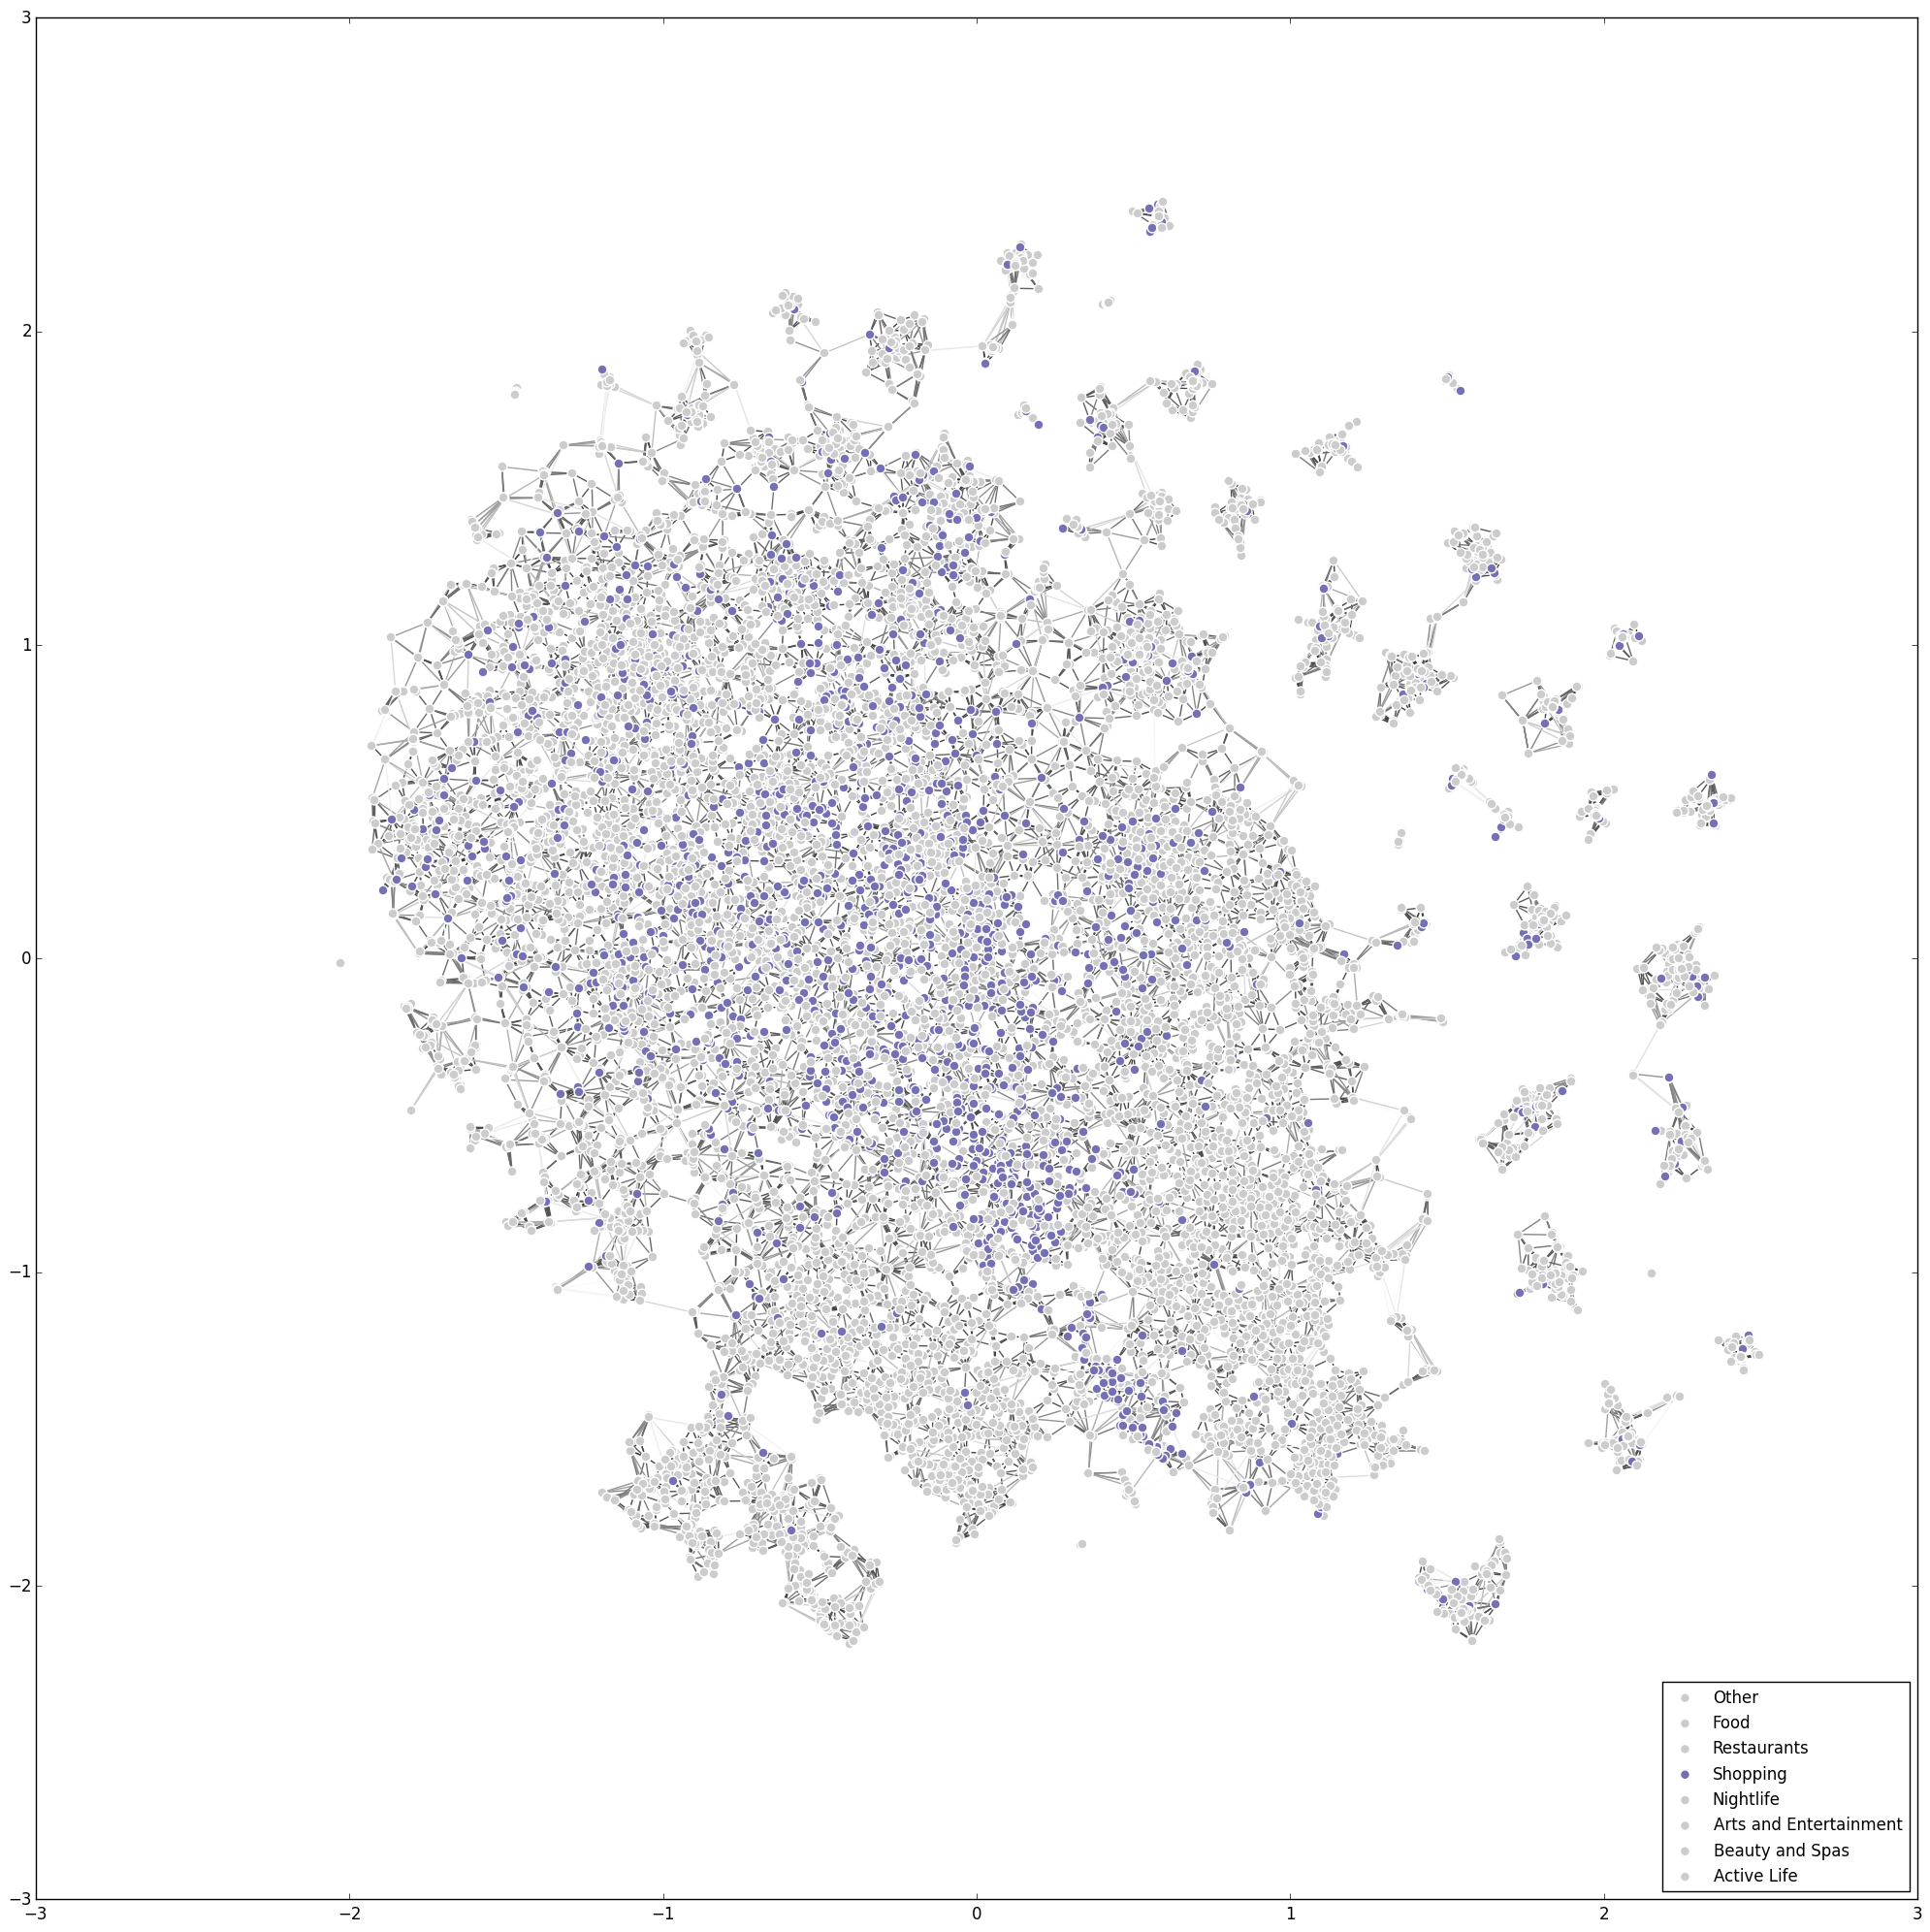 3
2
1
0
−1
−2
−3
−3
−2
−1
0
1
2
3
Other
Food
Restaurants
Shopping
Nightlife
Arts and Entertainment
Beauty and Spas
Active Life